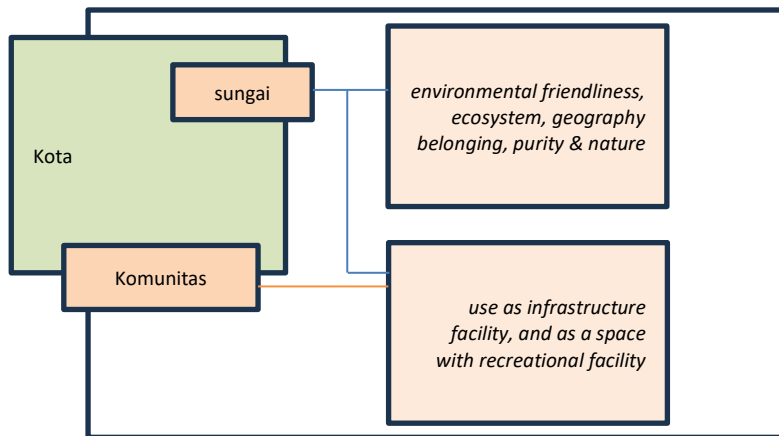 sungai
environmental friendliness,
ecosystem, geography
belonging, purity & nature
Kota
Komunitas
use as infrastructure
facility, and as a space
with recreational facility